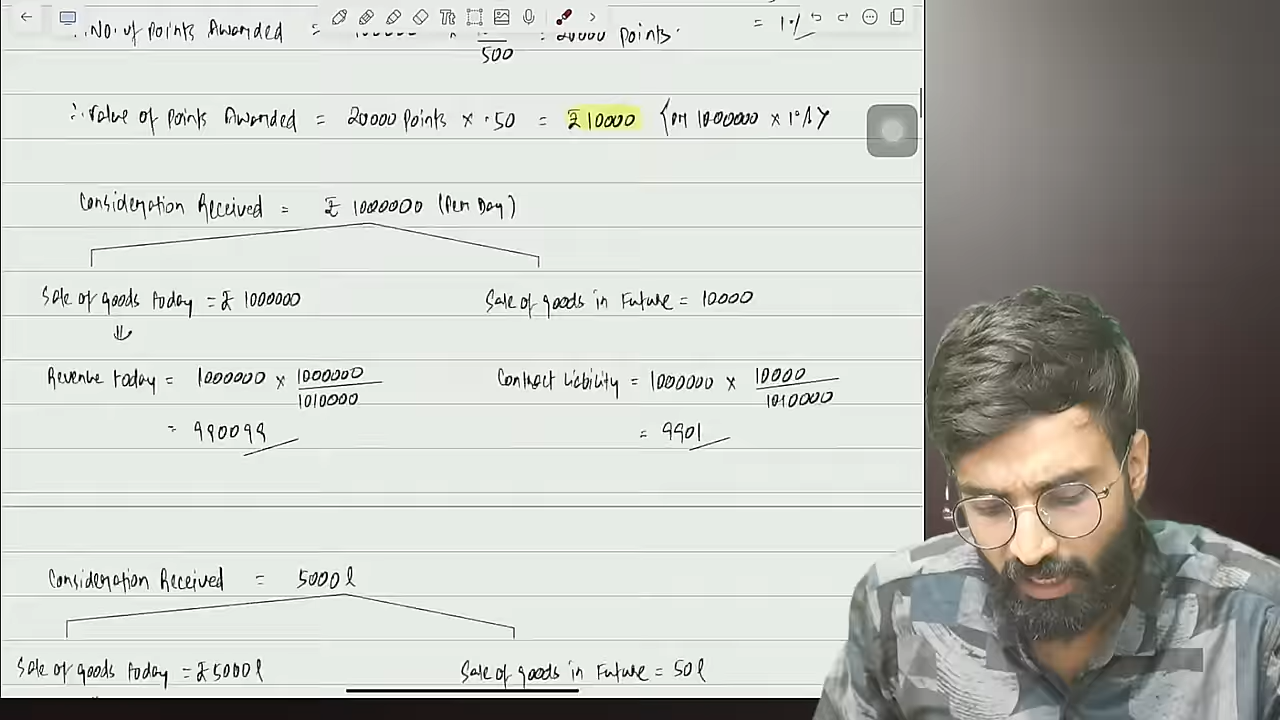 ∴ No. of Points Awarded = × 500 = 20000 Points.
= 1%
∴ Value of Points Awarded = 20000 Points × .50 = ₹ 10000 {or 1000000 × 1%}
Consideration Received = ₹ 1000000 (Per Day)
Sale of goods today = ₹ 1000000
Sale of goods in Future = 10000
Revenue today = 1000000 × 1000000 / 1010000
Contract liability = 1000000 × 10000 / 1010000
= 990099
= 9901
Consideration Received = 5000 l
Sale of goods today = ₹ 5000 l
Sale of goods in Future = 50 l